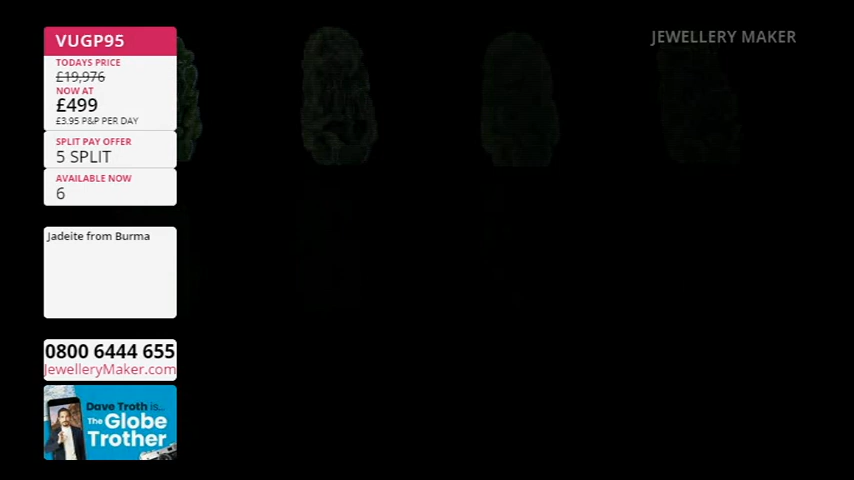 VUGP95
TODAYS PRICE
£19,976
NOW AT
£499
£3.95 P&P PER DAY
SPLIT PAY OFFER
5 SPLIT
AVAILABLE NOW
6
Jadeite from Burma
0800 6444 655
JewelleryMaker.com
Dave Troth is...
The Globe
Trother
JEWELLERY MAKER